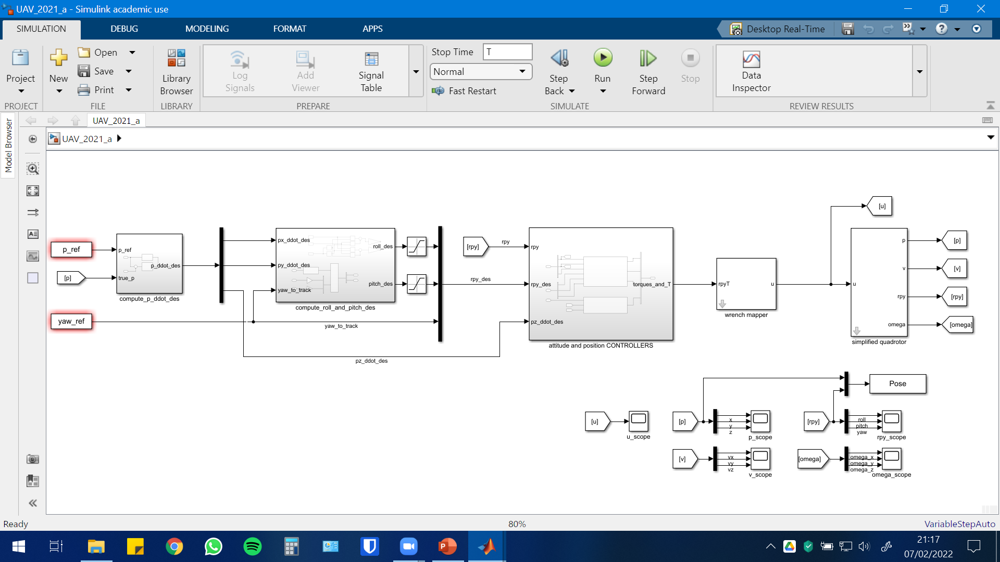 UAV_2021_a - Simulink academic use
SIMULATION
DEBUG
MODELING
FORMAT
APPS
Desktop Real-Time
Project
New
Open
Save
Print
Library Browser
Log Signals
Add Viewer
Signal Table
Stop Time
T
Normal
Fast Restart
Step Back
Run
Step Forward
Stop
Data Inspector
PROJECT
FILE
LIBRARY
PREPARE
SIMULATE
REVIEW RESULTS
Model Browser
UAV_2021_a
UAV_2021_a
p_ref
[p]
yaw_ref
p_ref
true_p
p_ddot_des
compute_p_ddot_des
px_ddot_des
py_ddot_des
yaw_to_track
roll_des
pitch_des
compute_roll_and_pitch_des
yaw_to_track
pz_ddot_des
[rpy]
rpy
rpy_des
rpy
rpy_des
pz_ddot_des
torques_and_T
attitude and position CONTROLLERS
rpyT
u
wrench mapper
[u]
u
p
v
rpy
omega
simplified quadrotor
[p]
[v]
[rpy]
[omega]
Pose
[u]
u_scope
[p]
x
y
z
p_scope
[rpy]
roll
pitch
yaw
rpy_scope
[v]
vx
vy
vz
v_scope
[omega]
omega_x
omega_y
omega_z
omega_scope
Ready
80%
VariableStepAuto
21:17
07/02/2022